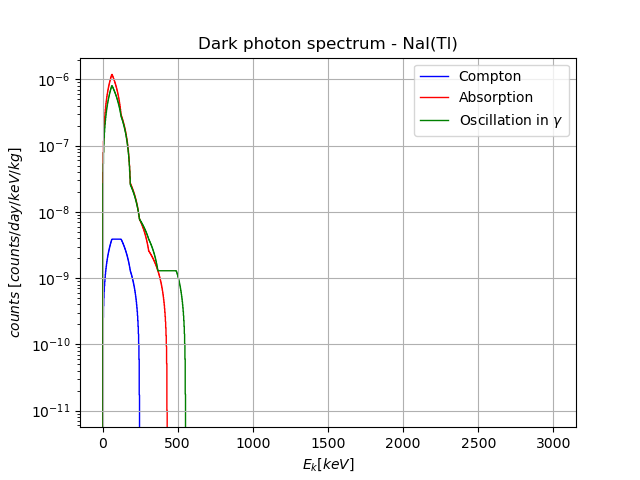 Dark photon spectrum - NaI(Tl)
Compton
Absorption
Oscillation in γ
counts [counts/day/keV/kg]
10⁻⁶
10⁻⁷
10⁻⁸
10⁻⁹
10⁻¹⁰
10⁻¹¹
0 500 1000 1500 2000 2500 3000
E_k[keV]